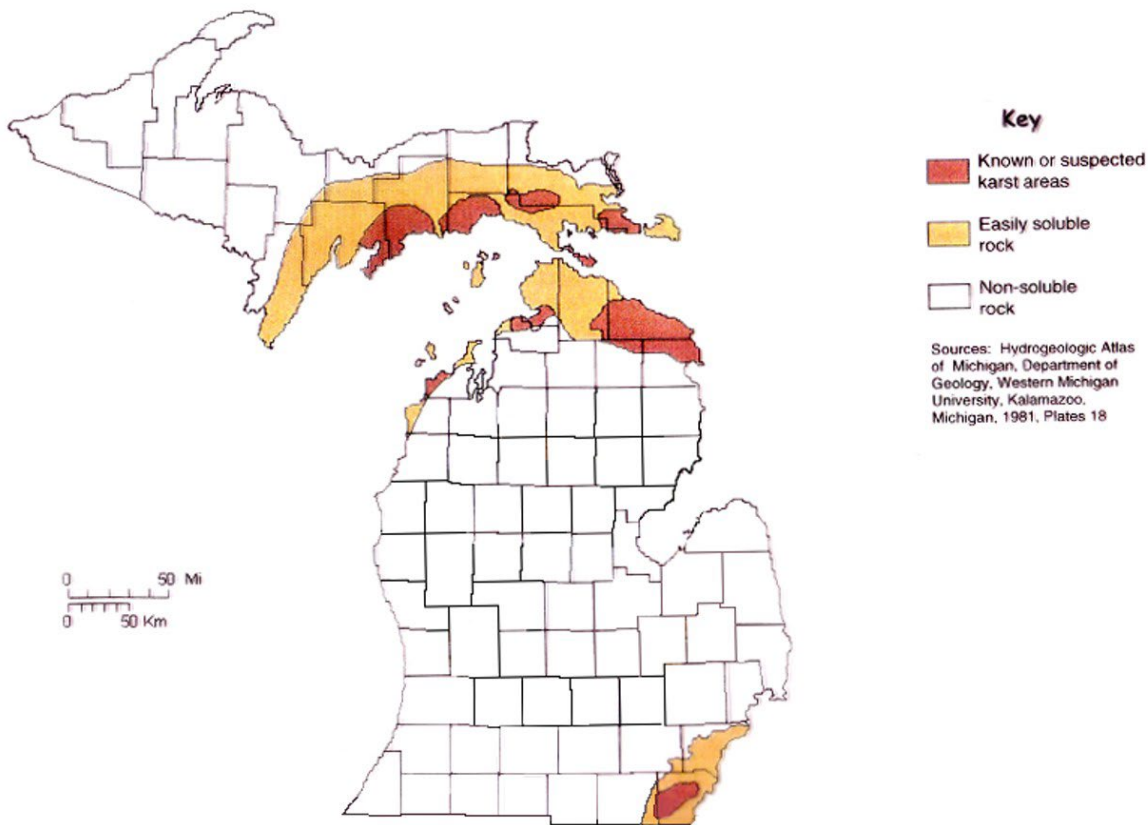 Key
Known or suspected
karst areas
Easily soluble
rock
Non-soluble
rock
Sources: Hydrogeologic Atlas
of Michigan, Department of
Geology, Western Michigan
University, Kalamazoo,
Michigan, 1981, Plates 18
0 50 Mi
0 50 Km